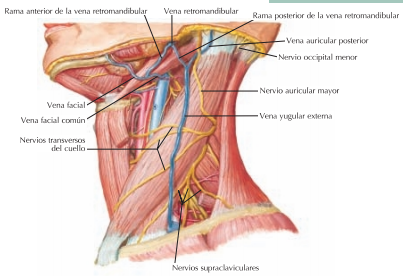 Rama anterior de la vena retromandibular
Vena retromandibular
Rama posterior de la vena retromandibular
Vena auricular posterior
Nervio occipital menor
Nervio auricular mayor
Vena facial
Vena yugular externa
Vena facial común
Nervios transversos
del cuello
Nervios supraclaviculares